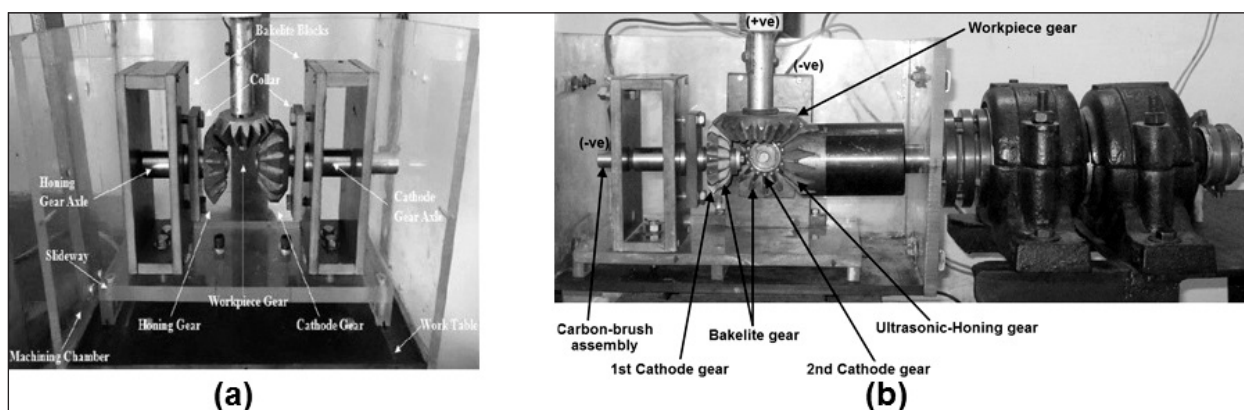 Bakelite Blocks
Collar
Honing
Gear Axle
Cathode
Gear Axle
Slideway
Workpiece Gear
Honing Gear
Cathode Gear
Work Table
Machining Chamber
(a)
(+ve)
Workpiece gear
(-ve)
(-ve)
Carbon-brush
assembly
Bakelite gear
Ultrasonic-Honing gear
1st Cathode gear
2nd Cathode gear
(b)